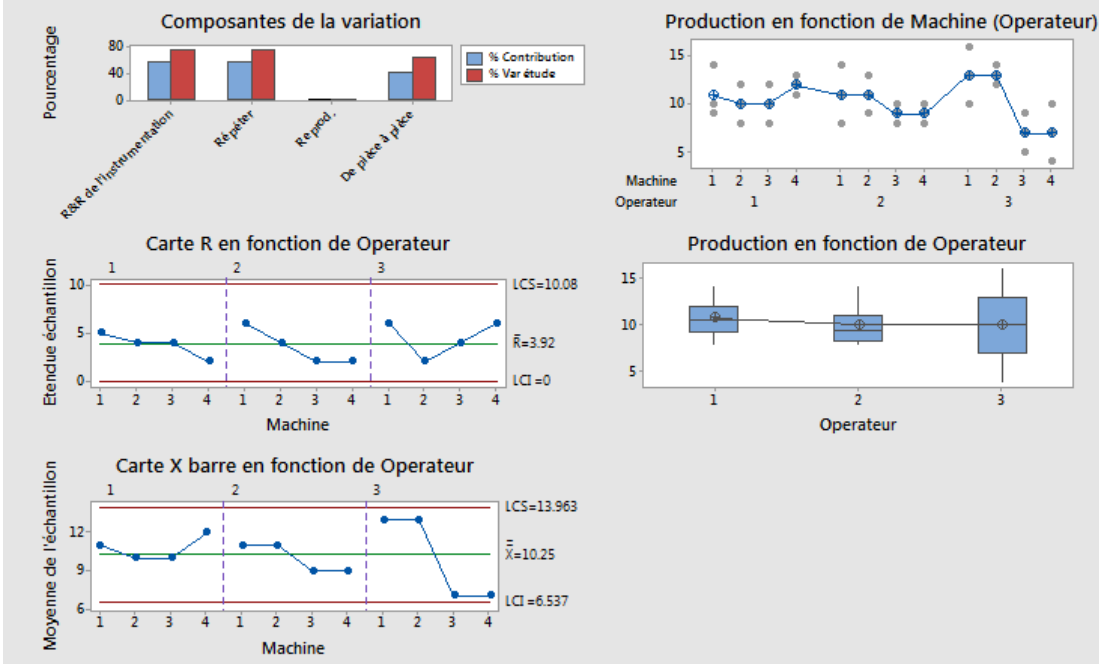 Composantes de la variation
Pourcentage
80
40
0
% Contribution
% Var étude
R&R de l'instrumentation
Répéter
Reprod.
De pièce à pièce
Production en fonction de Machine (Operateur)
15
10
5
Machine 1 2 3 4 1 2 3 4 1 2 3 4
Operateur 1 2 3
Carte R en fonction de Operateur
1 2 3
Etendue échantillon
10
5
0
LCS=10.08
R̄=3.92
LCI=0
1 2 3 4 1 2 3 4 1 2 3 4
Machine
Production en fonction de Operateur
15
10
5
1 2 3
Operateur
Carte X barre en fonction de Operateur
1 2 3
Moyenne de l'échantillon
12
9
6
LCS=13.963
X̿=10.25
LCI=6.537
1 2 3 4 1 2 3 4 1 2 3 4
Machine